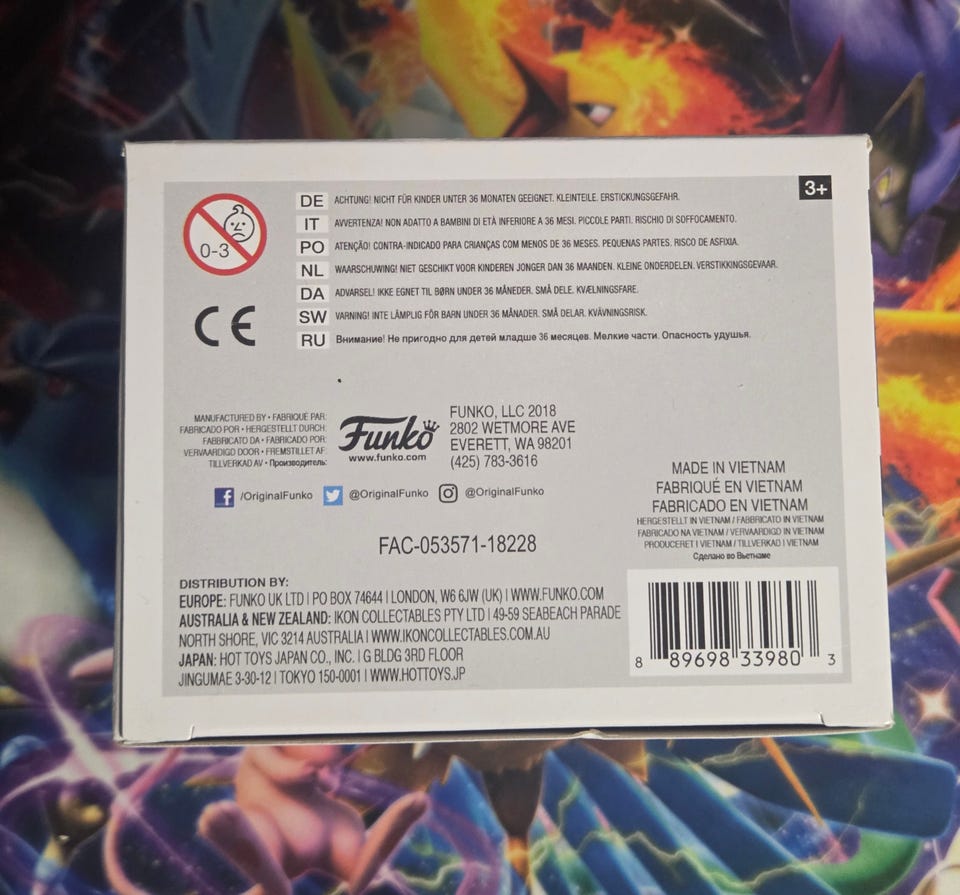 3+
0-3
DE ACHTUNG! NICHT FÜR KINDER UNTER 36 MONATEN GEEIGNET. KLEINTEILE. ERSTICKUNGSGEFAHR.
IT AVVERTENZA! NON ADATTO A BAMBINI DI ETÀ INFERIORE A 36 MESI. PICCOLE PARTI. RISCHIO DI SOFFOCAMENTO.
PO ATENÇÃO! CONTRA-INDICADO PARA CRIANÇAS COM MENOS DE 36 MESES. PEQUENAS PARTES. RISCO DE ASFIXIA.
NL WAARSCHUWING! NIET GESCHIKT VOOR KINDEREN JONGER DAN 36 MAANDEN. KLEINE ONDERDELEN. VERSTIKKINGSGEVAAR.
DA ADVARSEL! IKKE EGNET TIL BØRN UNDER 36 MÅNEDER. SMÅ DELE. KVÆLNINGSFARE.
SW VARNING! INTE LÄMPLIG FÖR BARN UNDER 36 MÅNADER. SMÅ DELAR. KVÄVNINGSRISK.
RU Внимание! Не пригодно для детей младше 36 месяцев. Мелкие части. Опасность удушья.
CE
MANUFACTURED BY • FABRIQUÉ PAR:
FABRICADO POR • HERGESTELLT DURCH:
FABBRICATO DA • FABRICADO POR:
VERVAARDIGD DOOR • FREMSTILLET AF:
TILLVERKAD AV • Производитель:
Funko
www.funko.com
FUNKO, LLC 2018
2802 WETMORE AVE
EVERETT, WA 98201
(425) 783-3616
/OriginalFunko @OriginalFunko @OriginalFunko
FAC-053571-18228
MADE IN VIETNAM
FABRIQUÉ EN VIETNAM
FABRICADO EN VIETNAM
HERGESTELLT IN VIETNAM / FABBRICATO IN VIETNAM
FABRICADO NA VIETNAM / VERVAARDIGD IN VIETNAM
PRODUCERET I VIETNAM / TILLVERKAD I VIETNAM
Сделано во Вьетнаме
DISTRIBUTION BY:
EUROPE: FUNKO UK LTD | PO BOX 74644 | LONDON, W6 6JW (UK) | WWW.FUNKO.COM
AUSTRALIA & NEW ZEALAND: IKON COLLECTABLES PTY LTD | 49-59 SEABEACH PARADE
NORTH SHORE, VIC 3214 AUSTRALIA | WWW.IKONCOLLECTABLES.COM.AU
JAPAN: HOT TOYS JAPAN CO., INC. | G BLDG 3RD FLOOR
JINGUMAE 3-30-12 | TOKYO 150-0001 | WWW.HOTTOYS.JP
8 89698 33980 3